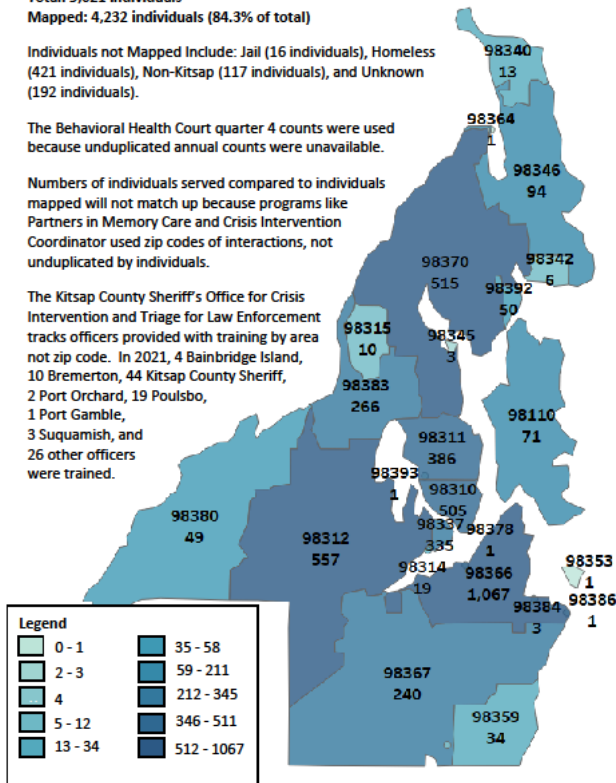 Mapped: 4,232 individuals (84.3% of total)
Individuals not Mapped Include: Jail (16 individuals), Homeless
(421 individuals), Non-Kitsap (117 individuals), and Unknown
(192 individuals).
The Behavioral Health Court quarter 4 counts were used
because unduplicated annual counts were unavailable.
Numbers of individuals served compared to individuals
mapped will not match up because programs like
Partners in Memory Care and Crisis Intervention
Coordinator used zip codes of interactions, not
unduplicated by individuals.
The Kitsap County Sheriff's Office for Crisis
Intervention and Triage for Law Enforcement
tracks officers provided with training by area
not zip code. In 2021, 4 Bainbridge Island,
10 Bremerton, 44 Kitsap County Sheriff,
2 Port Orchard, 19 Poulsbo,
1 Port Gamble,
3 Suquamish, and
26 other officers
were trained.
98340
13
98364
1
98346
94
98342
6
98370
515
98392
50
98315
10
98345
3
98383
266
98110
71
98311
386
98393
1
98310
505
98380
49
98312
557
98337
335
98378
1
98314
19
98366
1,067
98353
1
98386
1
98384
3
98367
240
98359
34
Legend
0 - 1
2 - 3
4
5 - 12
13 - 34
35 - 58
59 - 211
212 - 345
346 - 511
512 - 1067